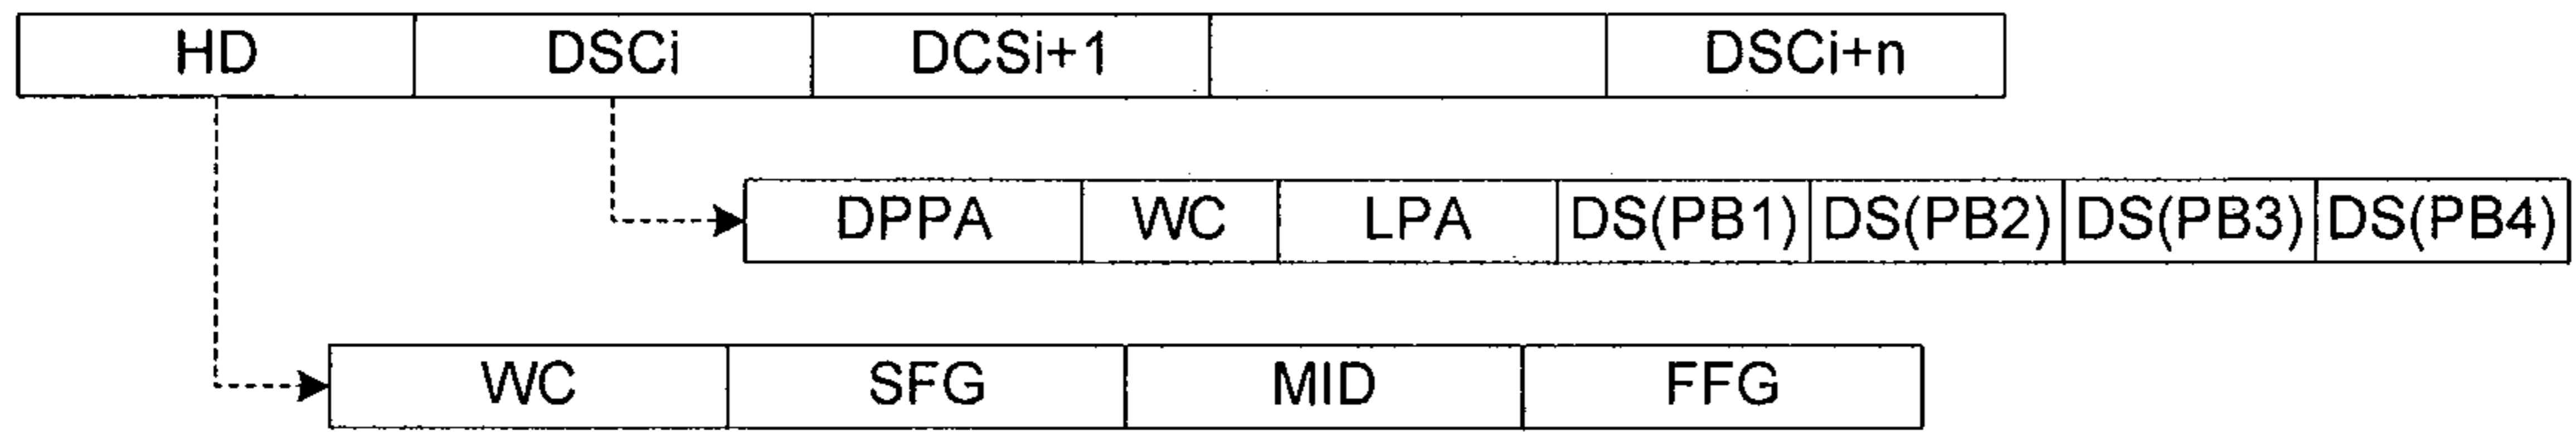 HD DSCi DCSi+1 DSCi+n
DPPA WC LPA DS(PB1) DS(PB2) DS(PB3) DS(PB4)
WC SFG MID FFG